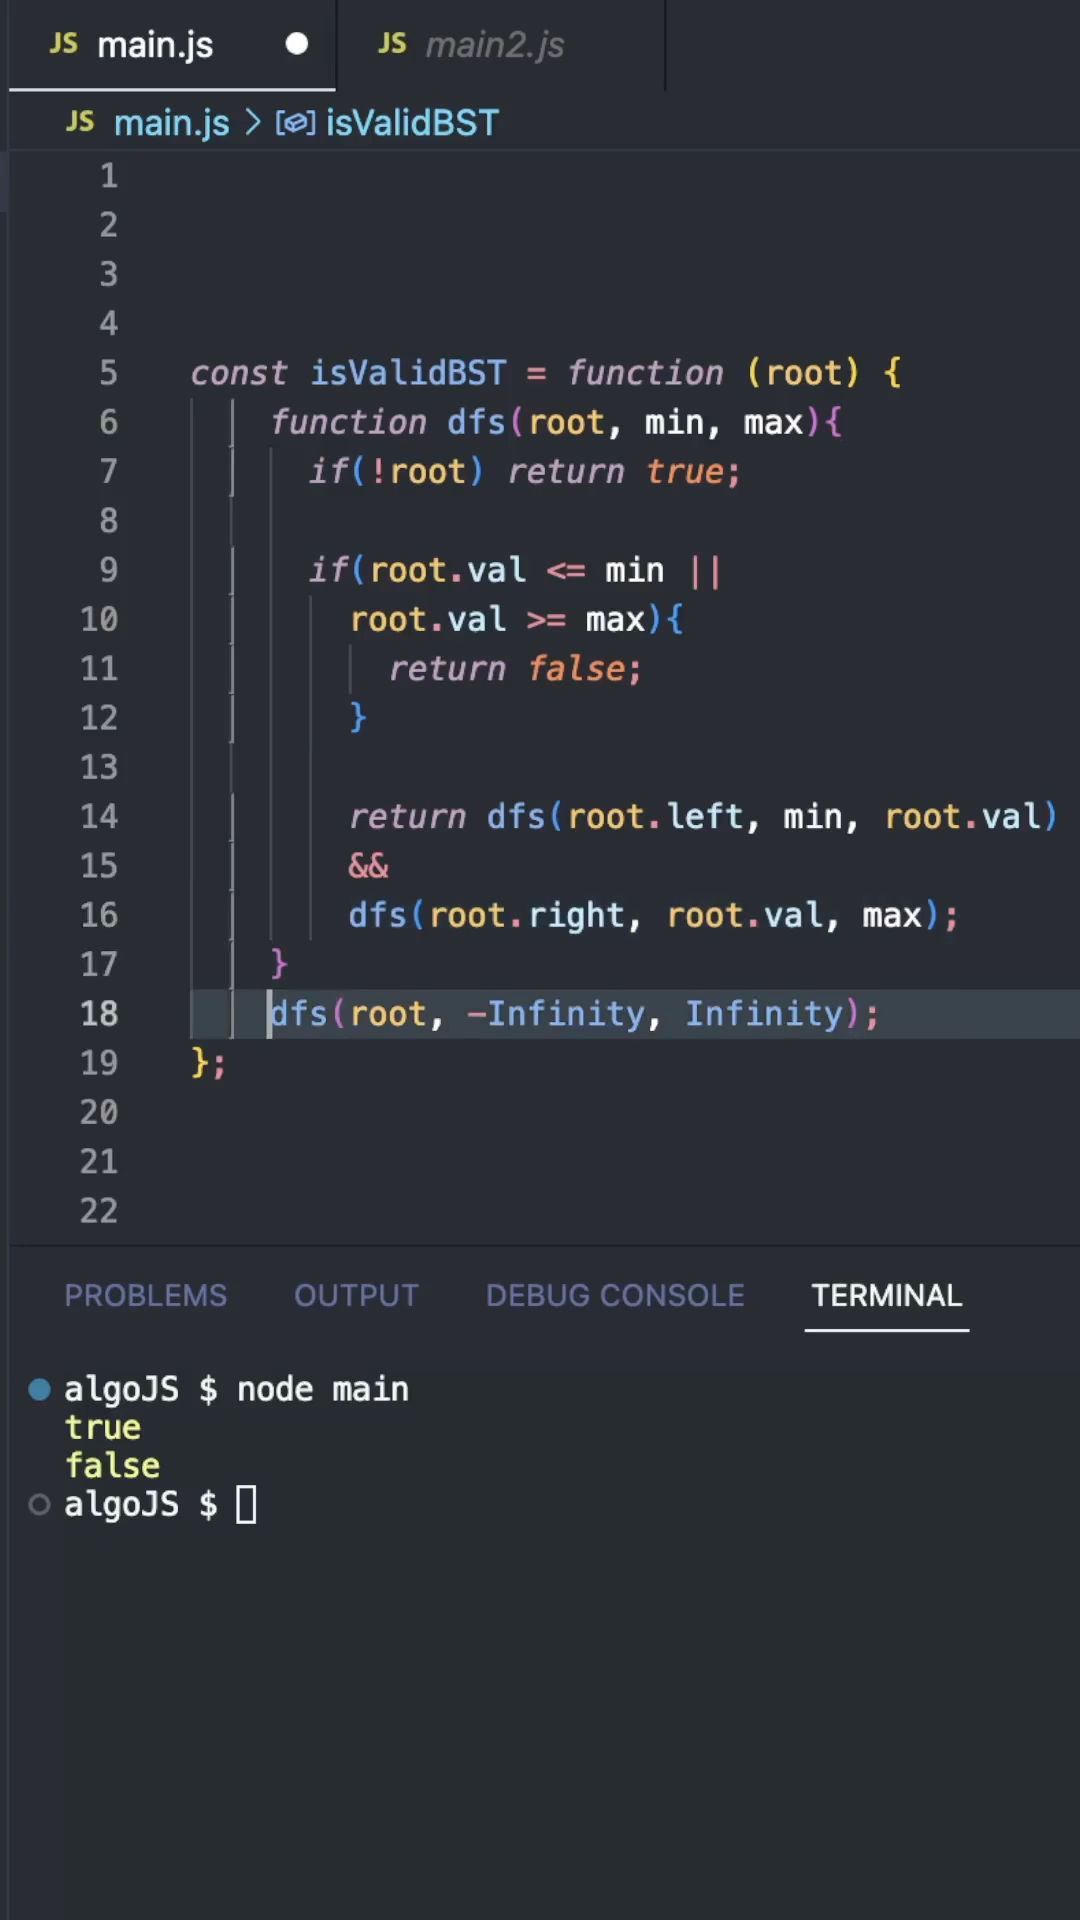 JS main.js JS main2.js
JS main.js > isValidBST
1
2
3
4
5 const isValidBST = function (root) {
6 function dfs(root, min, max){
7 if(!root) return true;
8
9 if(root.val <= min ||
10 root.val >= max){
11 return false;
12 }
13
14 return dfs(root.left, min, root.val)
15 &&
16 dfs(root.right, root.val, max);
17 }
18 dfs(root, -Infinity, Infinity);
19 };
20
21
22
PROBLEMS OUTPUT DEBUG CONSOLE TERMINAL
algoJS $ node main
true
false
algoJS $